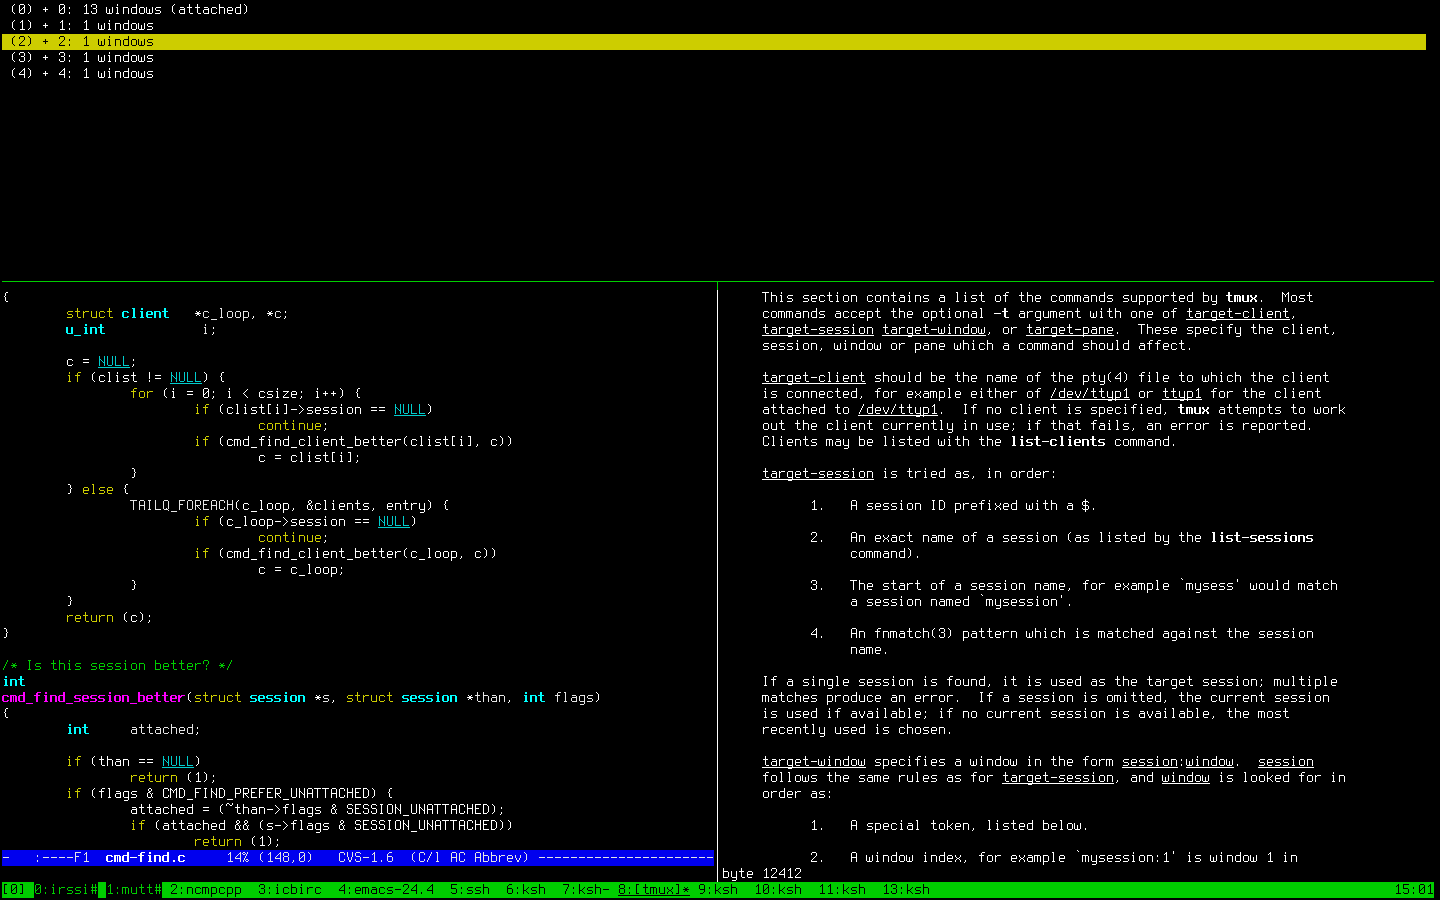 (0) + 0: 13 windows (attached)
(1) + 1: 1 windows
(2) + 2: 1 windows
(3) + 3: 1 windows
(4) + 4: 1 windows
{
        struct client   *c_loop, *c;
        u_int            i;

        c = NULL;
        if (clist != NULL) {
                for (i = 0; i < csize; i++) {
                        if (clist[i]->session == NULL)
                                continue;
                        if (cmd_find_client_better(clist[i], c))
                                c = clist[i];
                }
        } else {
                TAILQ_FOREACH(c_loop, &clients, entry) {
                        if (c_loop->session == NULL)
                                continue;
                        if (cmd_find_client_better(c_loop, c))
                                c = c_loop;
                }
        }
        return (c);
}

/* Is this session better? */
int
cmd_find_session_better(struct session *s, struct session *than, int flags)
{
        int     attached;

        if (than == NULL)
                return (1);
        if (flags & CMD_FIND_PREFER_UNATTACHED) {
                attached = (~than->flags & SESSION_UNATTACHED);
                if (attached && (s->flags & SESSION_UNATTACHED))
                        return (1);
-   :----F1  cmd-find.c     14% (148,0)   CVS-1.6  (C/l AC Abbrev) ----------------------
This section contains a list of the commands supported by tmux.  Most
commands accept the optional -t argument with one of target-client,
target-session target-window, or target-pane.  These specify the client,
session, window or pane which a command should affect.

target-client should be the name of the pty(4) file to which the client
is connected, for example either of /dev/ttyp1 or ttyp1 for the client
attached to /dev/ttyp1.  If no client is specified, tmux attempts to work
out the client currently in use; if that fails, an error is reported.
Clients may be listed with the list-clients command.

target-session is tried as, in order:

1.   A session ID prefixed with a $.

2.   An exact name of a session (as listed by the list-sessions
command).

3.   The start of a session name, for example `mysess' would match
a session named `mysession'.

4.   An fnmatch(3) pattern which is matched against the session
name.

If a single session is found, it is used as the target session; multiple
matches produce an error.  If a session is omitted, the current session
is used if available; if no current session is available, the most
recently used is chosen.

target-window specifies a window in the form session:window.  session
follows the same rules as for target-session, and window is looked for in
order as:

1.   A special token, listed below.

2.   A window index, for example `mysession:1' is window 1 in
byte 12412
[0] 0:irssi# 1:mutt# 2:ncmpcpp  3:icbirc  4:emacs-24.4  5:ssh  6:ksh  7:ksh- 8:[tmux]* 9:ksh  10:ksh  11:ksh  13:ksh 15:01